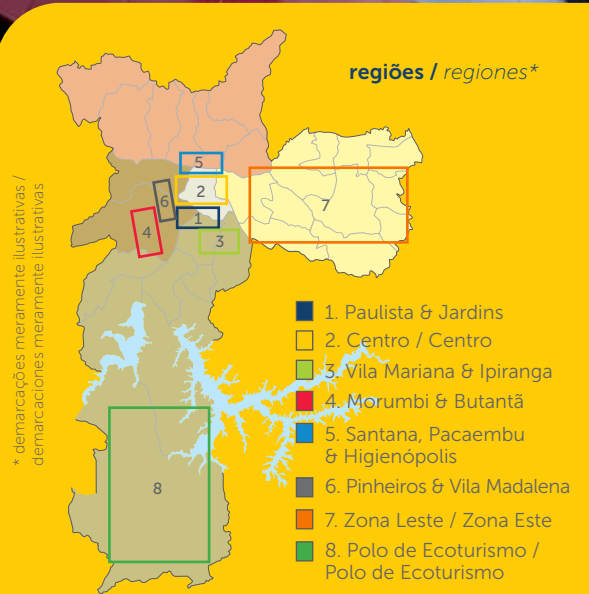 regiões / regiones*
5
2
6
1
7
4
3
8
* demarcações meramente ilustrativas /
demarcaciones meramente ilustrativas
1. Paulista & Jardins
2. Centro / Centro
3. Vila Mariana & Ipiranga
4. Morumbi & Butantã
5. Santana, Pacaembu
& Higienópolis
6. Pinheiros & Vila Madalena
7. Zona Leste / Zona Este
8. Polo de Ecoturismo /
Polo de Ecoturismo